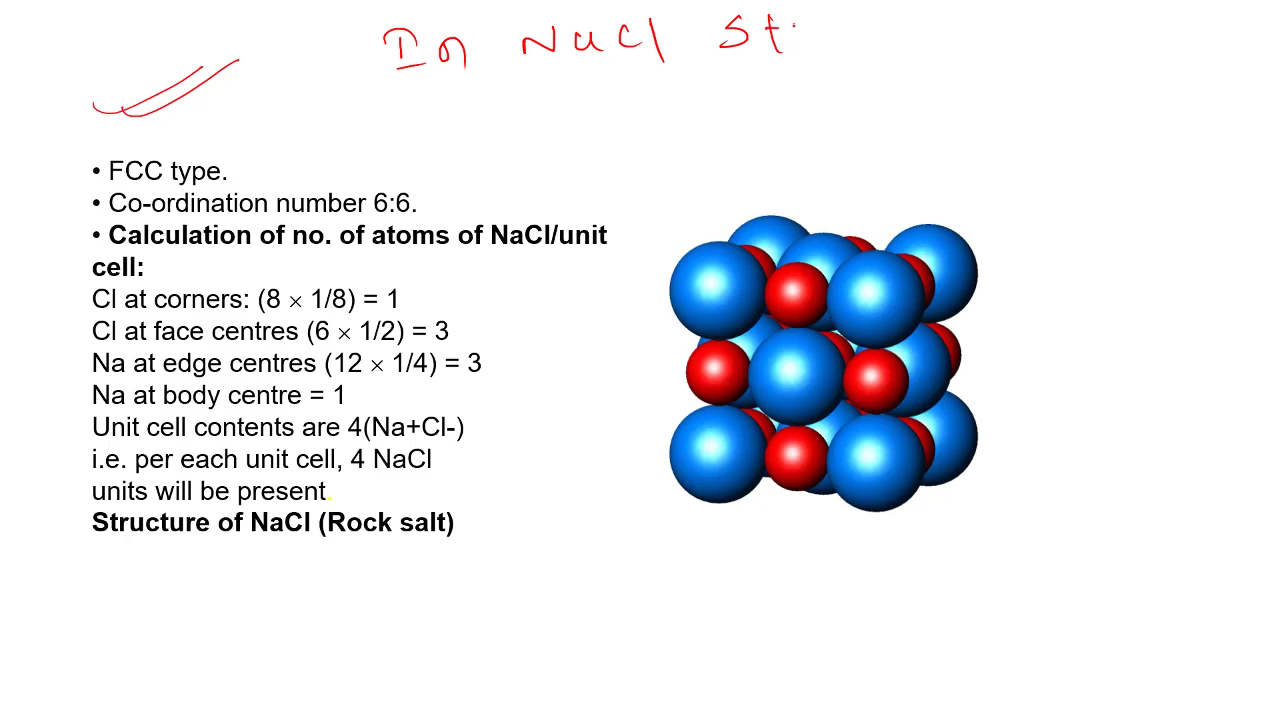 In NaCl St
• FCC type.
• Co-ordination number 6:6.
• Calculation of no. of atoms of NaCl/unit
cell:
Cl at corners: (8 × 1/8) = 1
Cl at face centres (6 × 1/2) = 3
Na at edge centres (12 × 1/4) = 3
Na at body centre = 1
Unit cell contents are 4(Na+Cl-)
i.e. per each unit cell, 4 NaCl
units will be present.
Structure of NaCl (Rock salt)